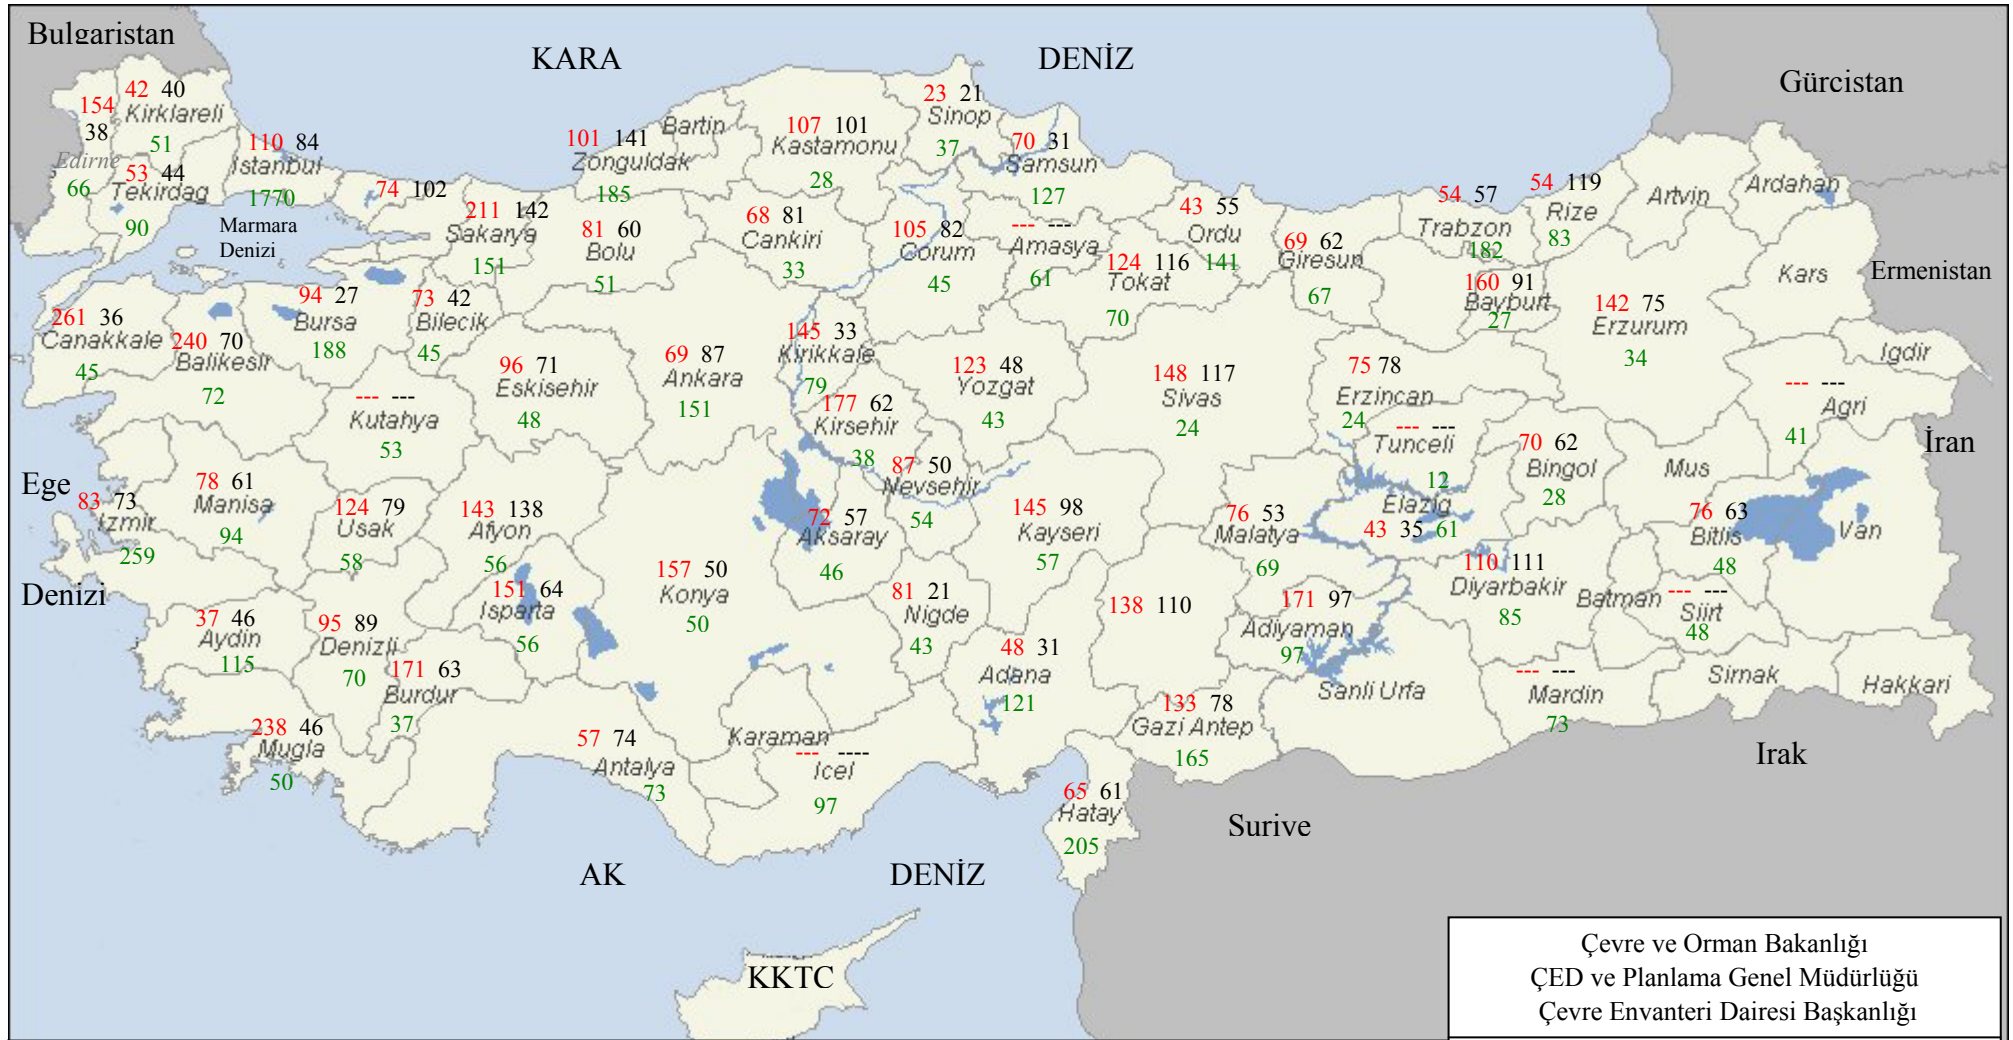 Bulgaristan
KARA DENİZ
Gürcistan
42 40
Kirklareli
51
154
38
Edirne
66
53 44
Tekirdag
90
110 84
Istanbul
1770
Marmara
Denizi
74 102
211 142
Sakarya
151
101 141
Zonguldak
185
Bartin
81 60
Bolu
51
107 101
Kastamonu
28
68 81
Cankiri
33
23 21
Sinop
37
70 31
Samsun
127
105 82
Corum
45
--- ---
Amasya
61
124 116
Tokat
70
43 55
Ordu
141
69 62
Giresun
67
54 57
Trabzon
182
54 119
Rize
83
160 91
Bayburt
27
Artvin
Ardahan
Kars
Ermenistan
142 75
Erzurum
34
Igdir
--- ---
Agri
41
İran
261 36
Canakkale
45
240 70
Balikesir
72
94 27
Bursa
188
73 42
Bilecik
45
--- ---
Kutahya
53
96 71
Eskisehir
48
69 87
Ankara
151
145 33
Kirikkale
79
177 62
Kirsehir
38
123 48
Yozgat
43
148 117
Sivas
24
75 78
Erzincan
24
--- ---
Tunceli
12
70 62
Bingol
28
Mus
Ege
Denizi
83 73
Izmir
259
78 61
Manisa
94
124 79
Usak
58
143 138
Afyon
56
151 64
Isparta
56
157 50
Konya
50
72 57
Aksaray
46
87 50
Nevsehir
54
145 98
Kayseri
57
76 53
Malatya
69
Elazig
43 35 61
110 111
Diyarbakir
85
76 63
Bitlis
48
Van
Batman
--- ---
Siirt
48
37 46
Aydin
115
95 89
Denizli
70
171 63
Burdur
37
81 21
Nigde
43
138 110
171 97
Adiyaman
97
48 31
Adana
121
133 78
Gazi Antep
165
Sanli Urfa
--- ---
Mardin
73
Sirnak
Hakkari
238 46
Mugla
50
57 74
Antalya
73
Karaman
--- ----
Icel
97
65 61
Hatay
205
Surive
Irak
AK DENİZ
KKTC
Çevre ve Orman Bakanlığı
ÇED ve Planlama Genel Müdürlüğü
Çevre Envanteri Dairesi Başkanlığı